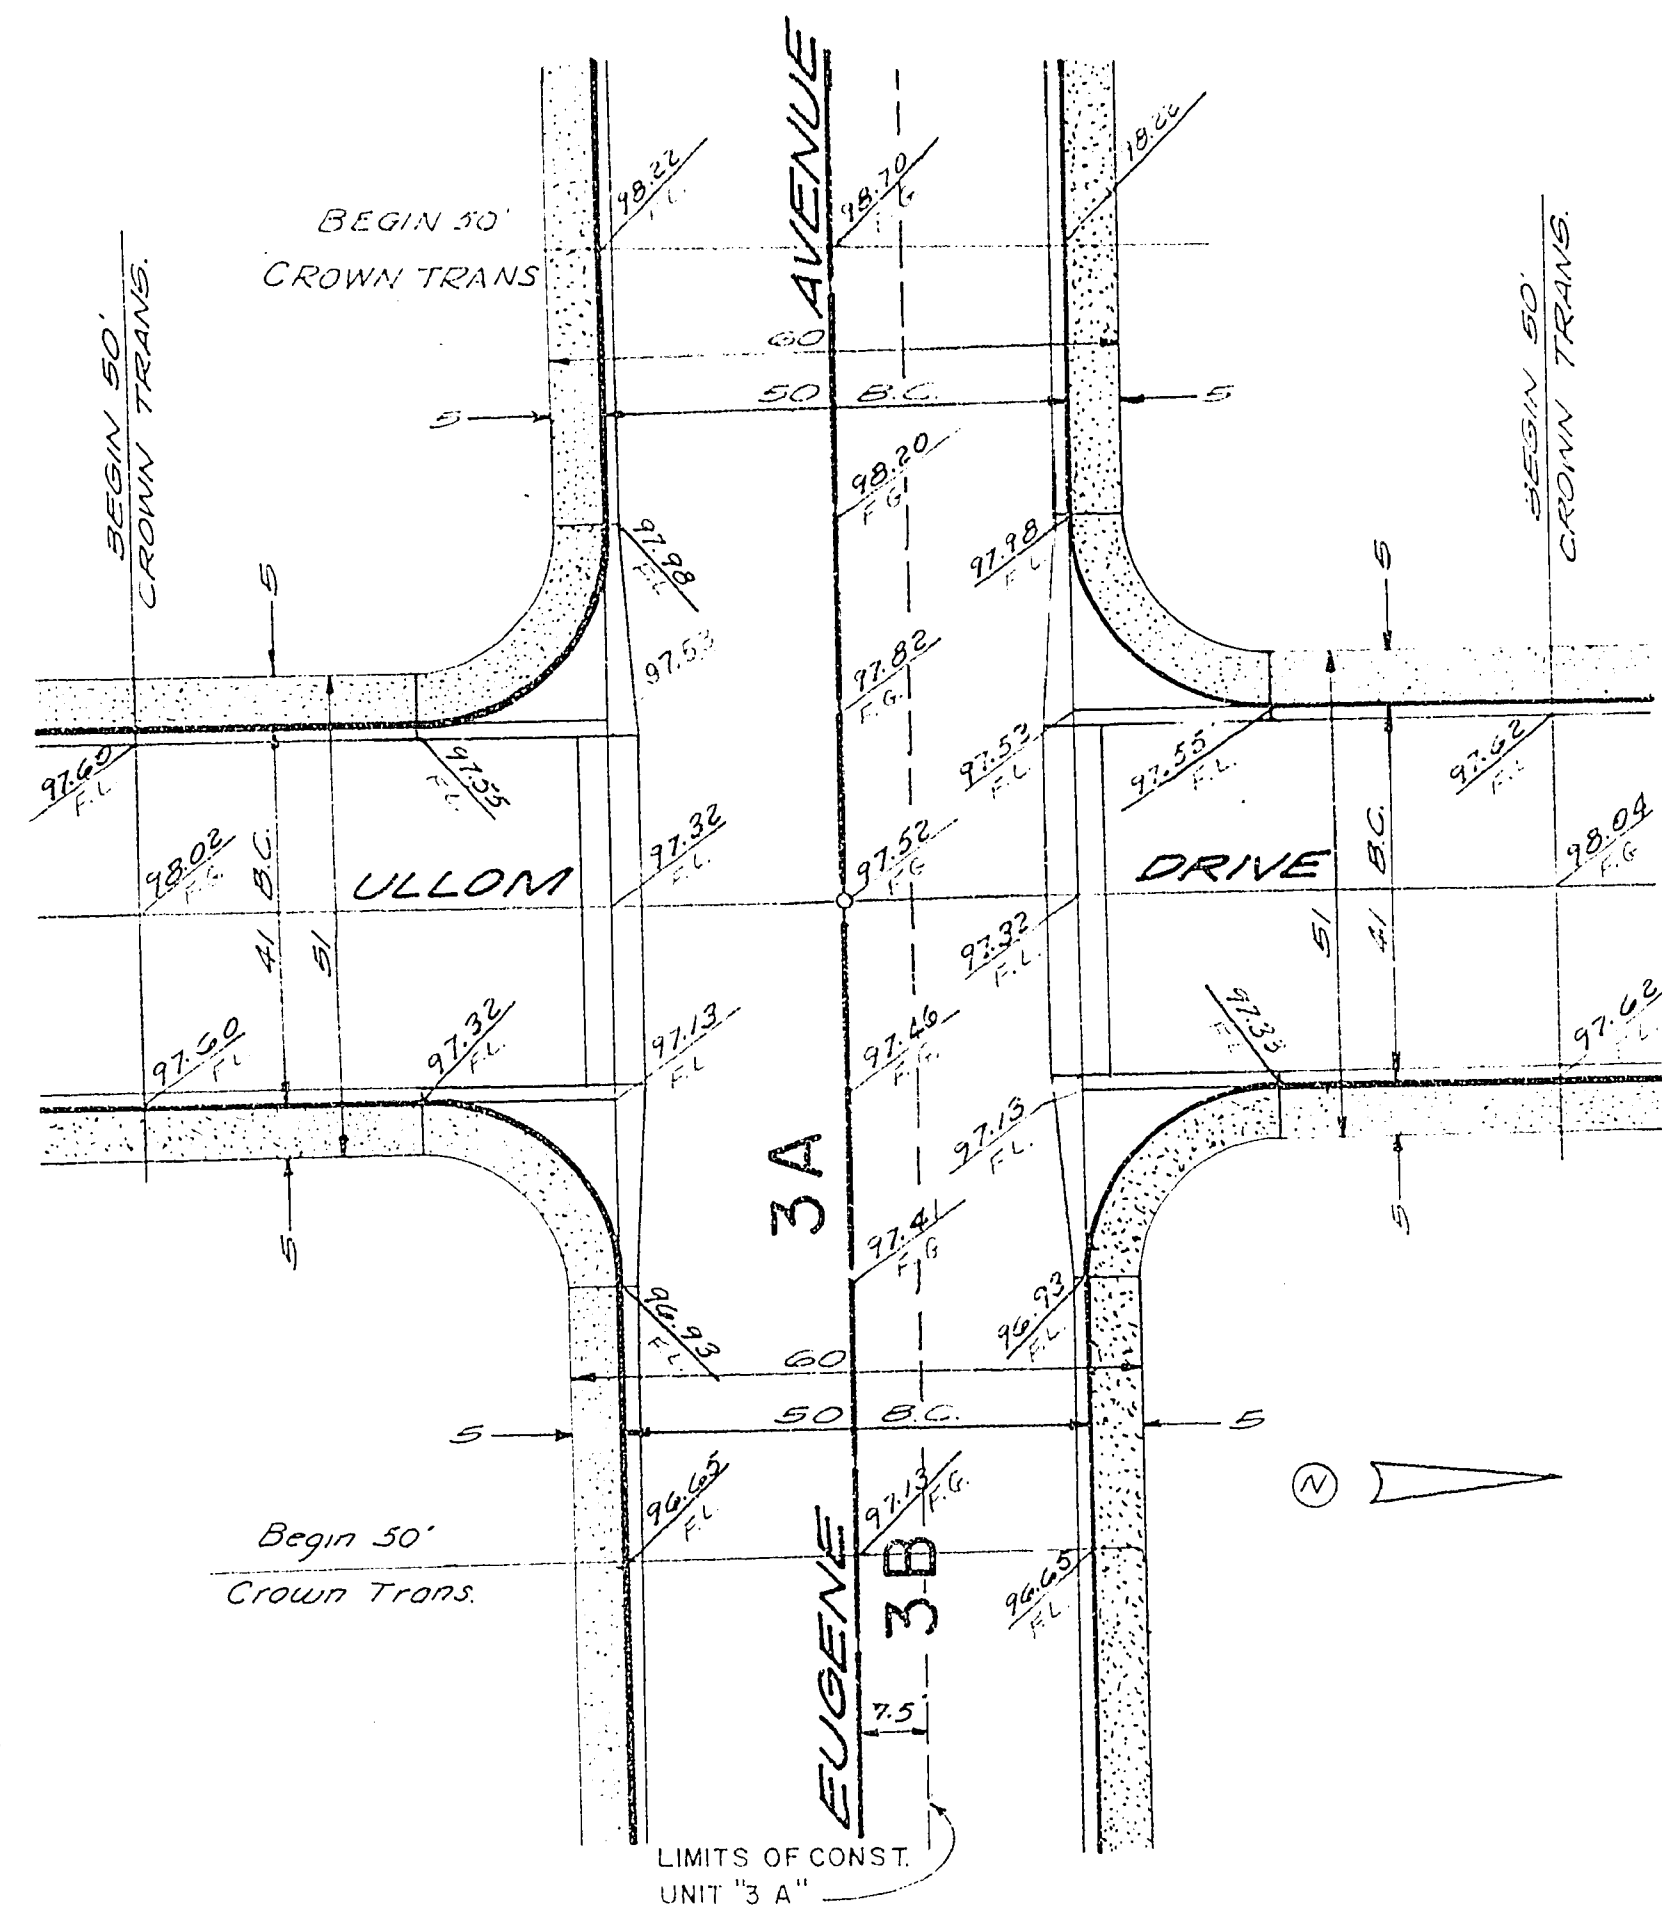 AVENUE
98.22
F.L.
98.70
F.G
18.22
BEGIN 50'
CROWN TRANS
BEGIN 50'
CROWN TRANS.
BEGIN 50'
CROWN TRANS.
60
50 B.C.
5
5
98.20
F.G
97.98
F.L.
97.98
F.L.
5
5
97.53
97.82
F.G.
97.60
F.L.
97.55
F.L.
97.53
F.L.
97.55
F.L.
97.62
F.L.
98.02
F.G.
41 B.C.
51
ULLOM
97.32
F.L.
97.52
F.G
DRIVE
51
41 B.C.
98.04
F.G
97.32
F.L.
97.60
F.L
97.32
F.L.
97.13
F.L
97.46
F.G.
97.33
97.62
F.L.
97.13
F.L.
3A
5
5
97.41
F.G
96.93
F.L.
96.93
F.L.
60
50 B.C.
5
5
96.65
F.L.
97.13
F.G.
N
Begin 50'
Crown Trans.
EUGENE
3B
96.65
F.L.
7.5'
LIMITS OF CONST.
UNIT "3 A"